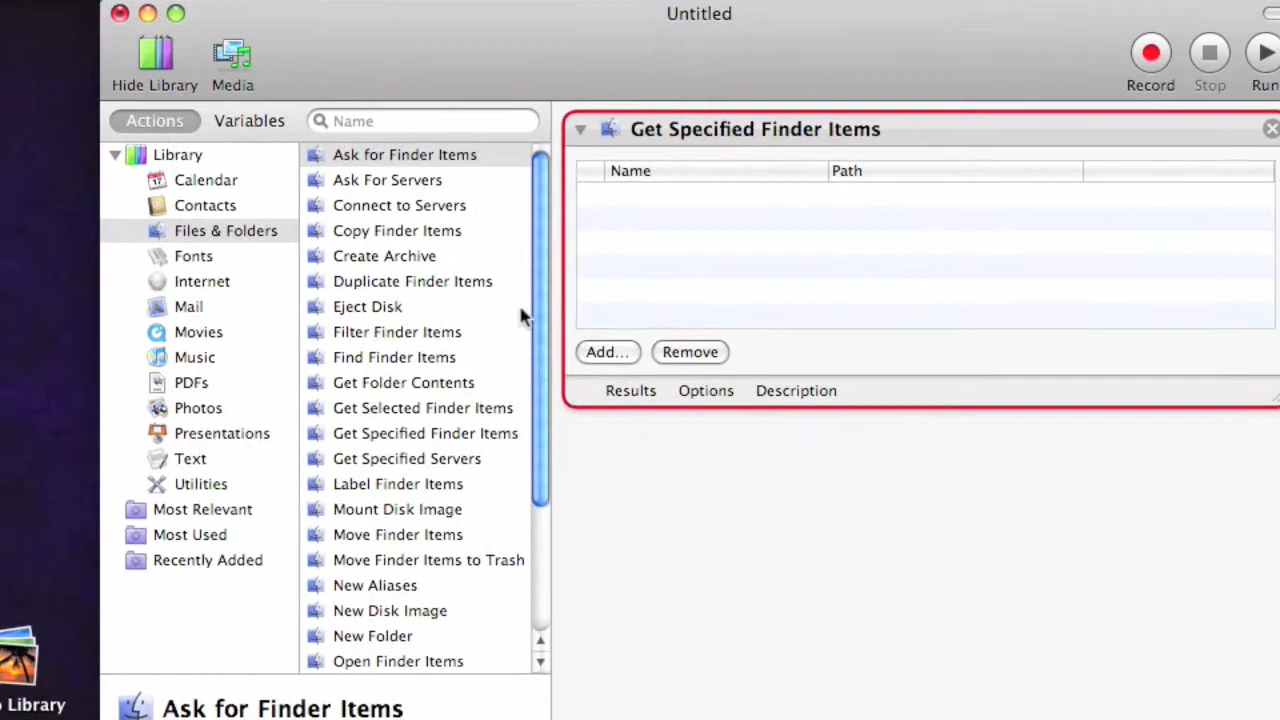 Untitled
Hide Library
Media
Record
Stop
Run
Actions
Variables
Name
Library
Calendar
Contacts
Files & Folders
Fonts
Internet
Mail
Movies
Music
PDFs
Photos
Presentations
Text
Utilities
Most Relevant
Most Used
Recently Added
Ask for Finder Items
Ask For Servers
Connect to Servers
Copy Finder Items
Create Archive
Duplicate Finder Items
Eject Disk
Filter Finder Items
Find Finder Items
Get Folder Contents
Get Selected Finder Items
Get Specified Finder Items
Get Specified Servers
Label Finder Items
Mount Disk Image
Move Finder Items
Move Finder Items to Trash
New Aliases
New Disk Image
New Folder
Open Finder Items
Get Specified Finder Items
Name
Path
Add...
Remove
Results
Options
Description
Library
Ask for Finder Items